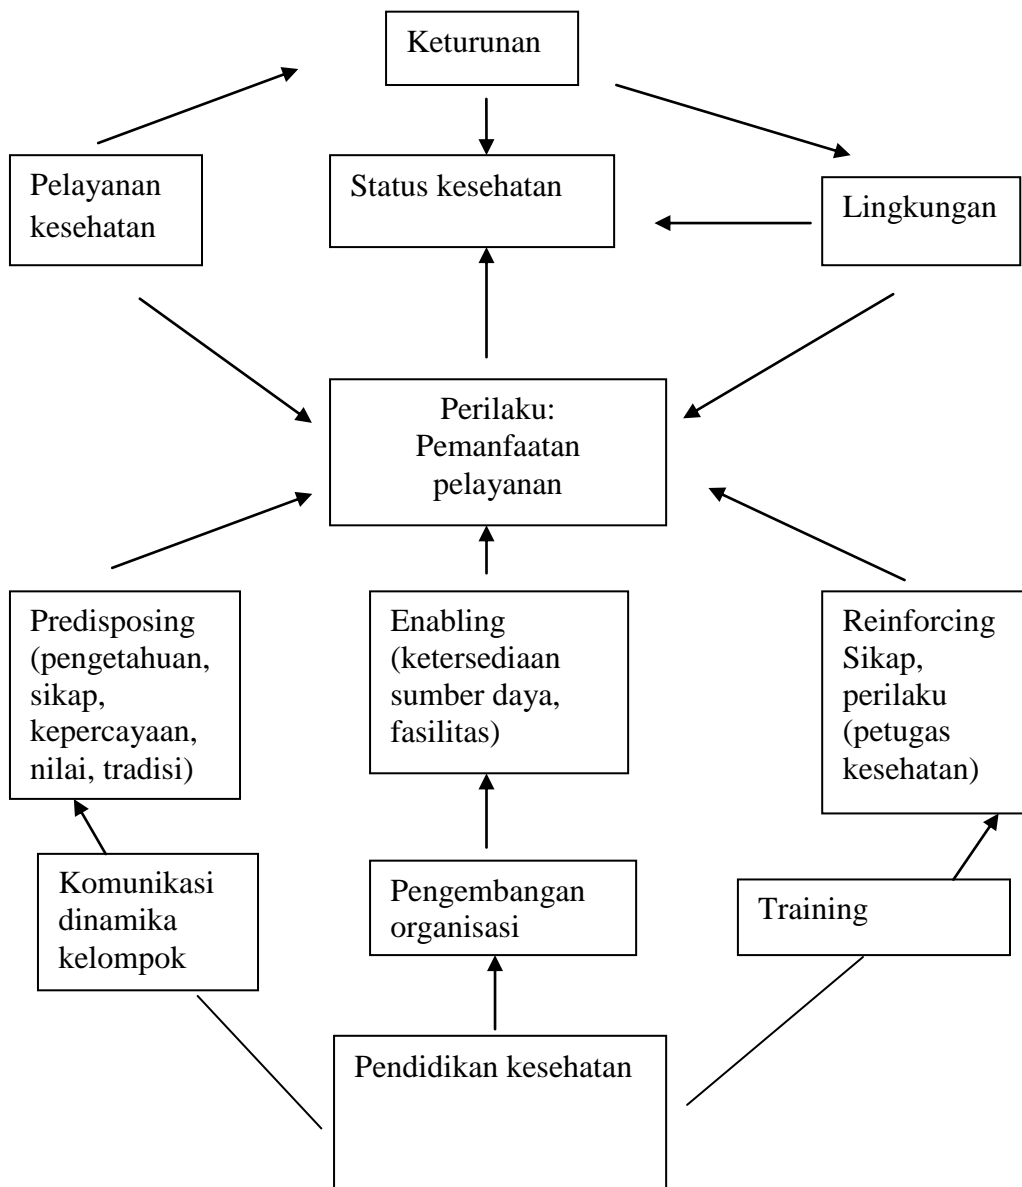 Keturunan
Pelayanan
kesehatan
Status kesehatan
Lingkungan
Perilaku:
Pemanfaatan
pelayanan
Predisposing
(pengetahuan,
sikap,
kepercayaan,
nilai, tradisi)
Enabling
(ketersediaan
sumber daya,
fasilitas)
Reinforcing
Sikap,
perilaku
(petugas
kesehatan)
Komunikasi
dinamika
kelompok
Pengembangan
organisasi
Training
Pendidikan kesehatan